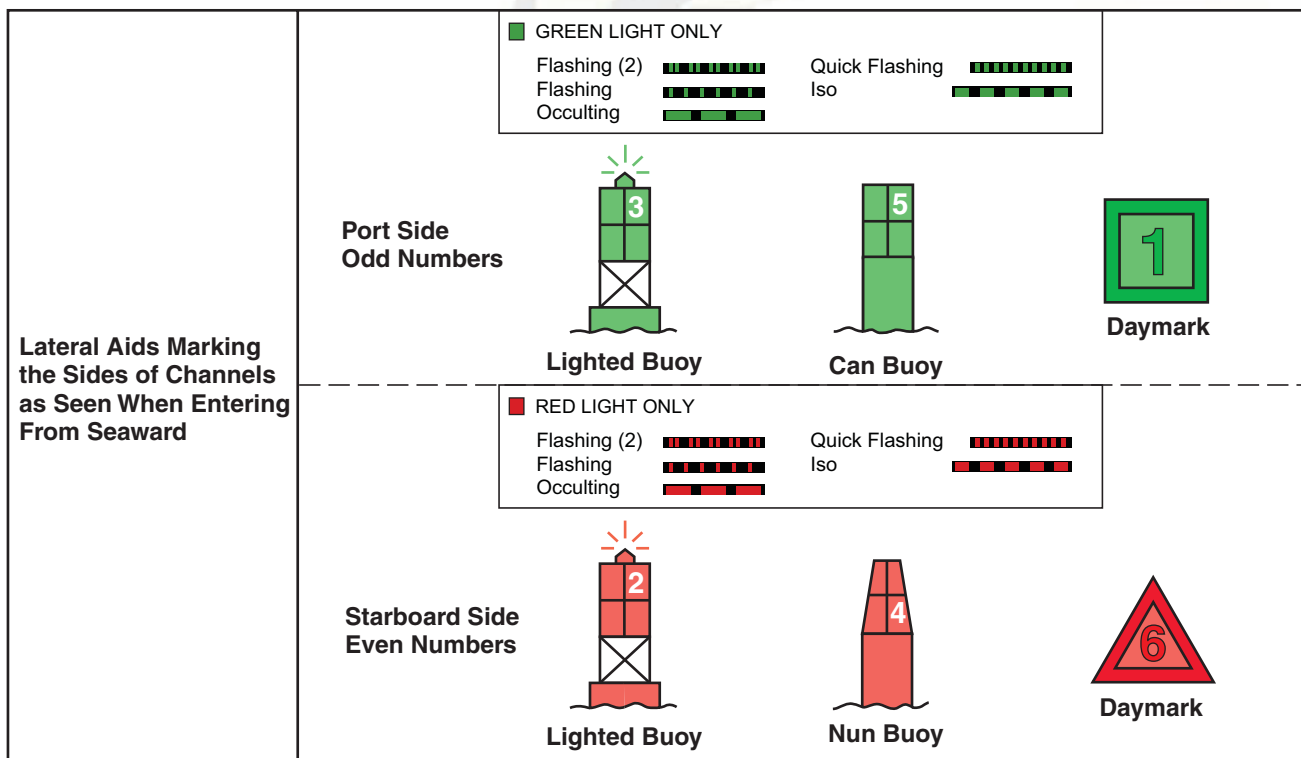 Lateral Aids Marking
the Sides of Channels
as Seen When Entering
From Seaward
GREEN LIGHT ONLY
Flashing (2)
Quick Flashing
Flashing
Iso
Occulting
Port Side
Odd Numbers
3
5
1
Lighted Buoy
Can Buoy
Daymark
RED LIGHT ONLY
Flashing (2)
Quick Flashing
Flashing
Iso
Occulting
Starboard Side
Even Numbers
2
4
6
Lighted Buoy
Nun Buoy
Daymark